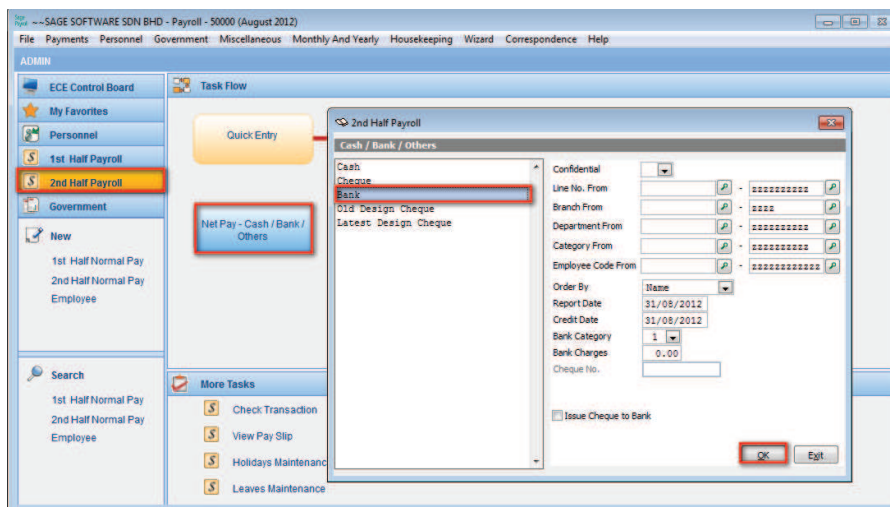 ~~SAGE SOFTWARE SDN BHD - Payroll - 50000 (August 2012)
File Payments Personnel Government Miscellaneous Monthly And Yearly Housekeeping Wizard Correspondence Help
ADMIN
ECE Control Board
My Favorites
Personnel
1st Half Payroll
2nd Half Payroll
Government
New
1st Half Normal Pay
2nd Half Normal Pay
Employee
Search
1st Half Normal Pay
2nd Half Normal Pay
Employee
Task Flow
Quick Entry
Net Pay - Cash / Bank /
Others
More Tasks
Check Transaction
View Pay Slip
Holidays Maintenanc
Leaves Maintenance
2nd Half Payroll
Cash / Bank / Others
Cash
Cheque
Bank
Old Design Cheque
Latest Design Cheque
Confidential
Line No. From - zzzzzzzzzz
Branch From - zzzz
Department From - zzzzzzzzzz
Category From - zzzzzzzzzz
Employee Code From - zzzzzzzzzzzz
Order By Name
Report Date 31/08/2012
Credit Date 31/08/2012
Bank Category 1
Bank Charges 0.00
Cheque No.
Issue Cheque to Bank
OK Exit